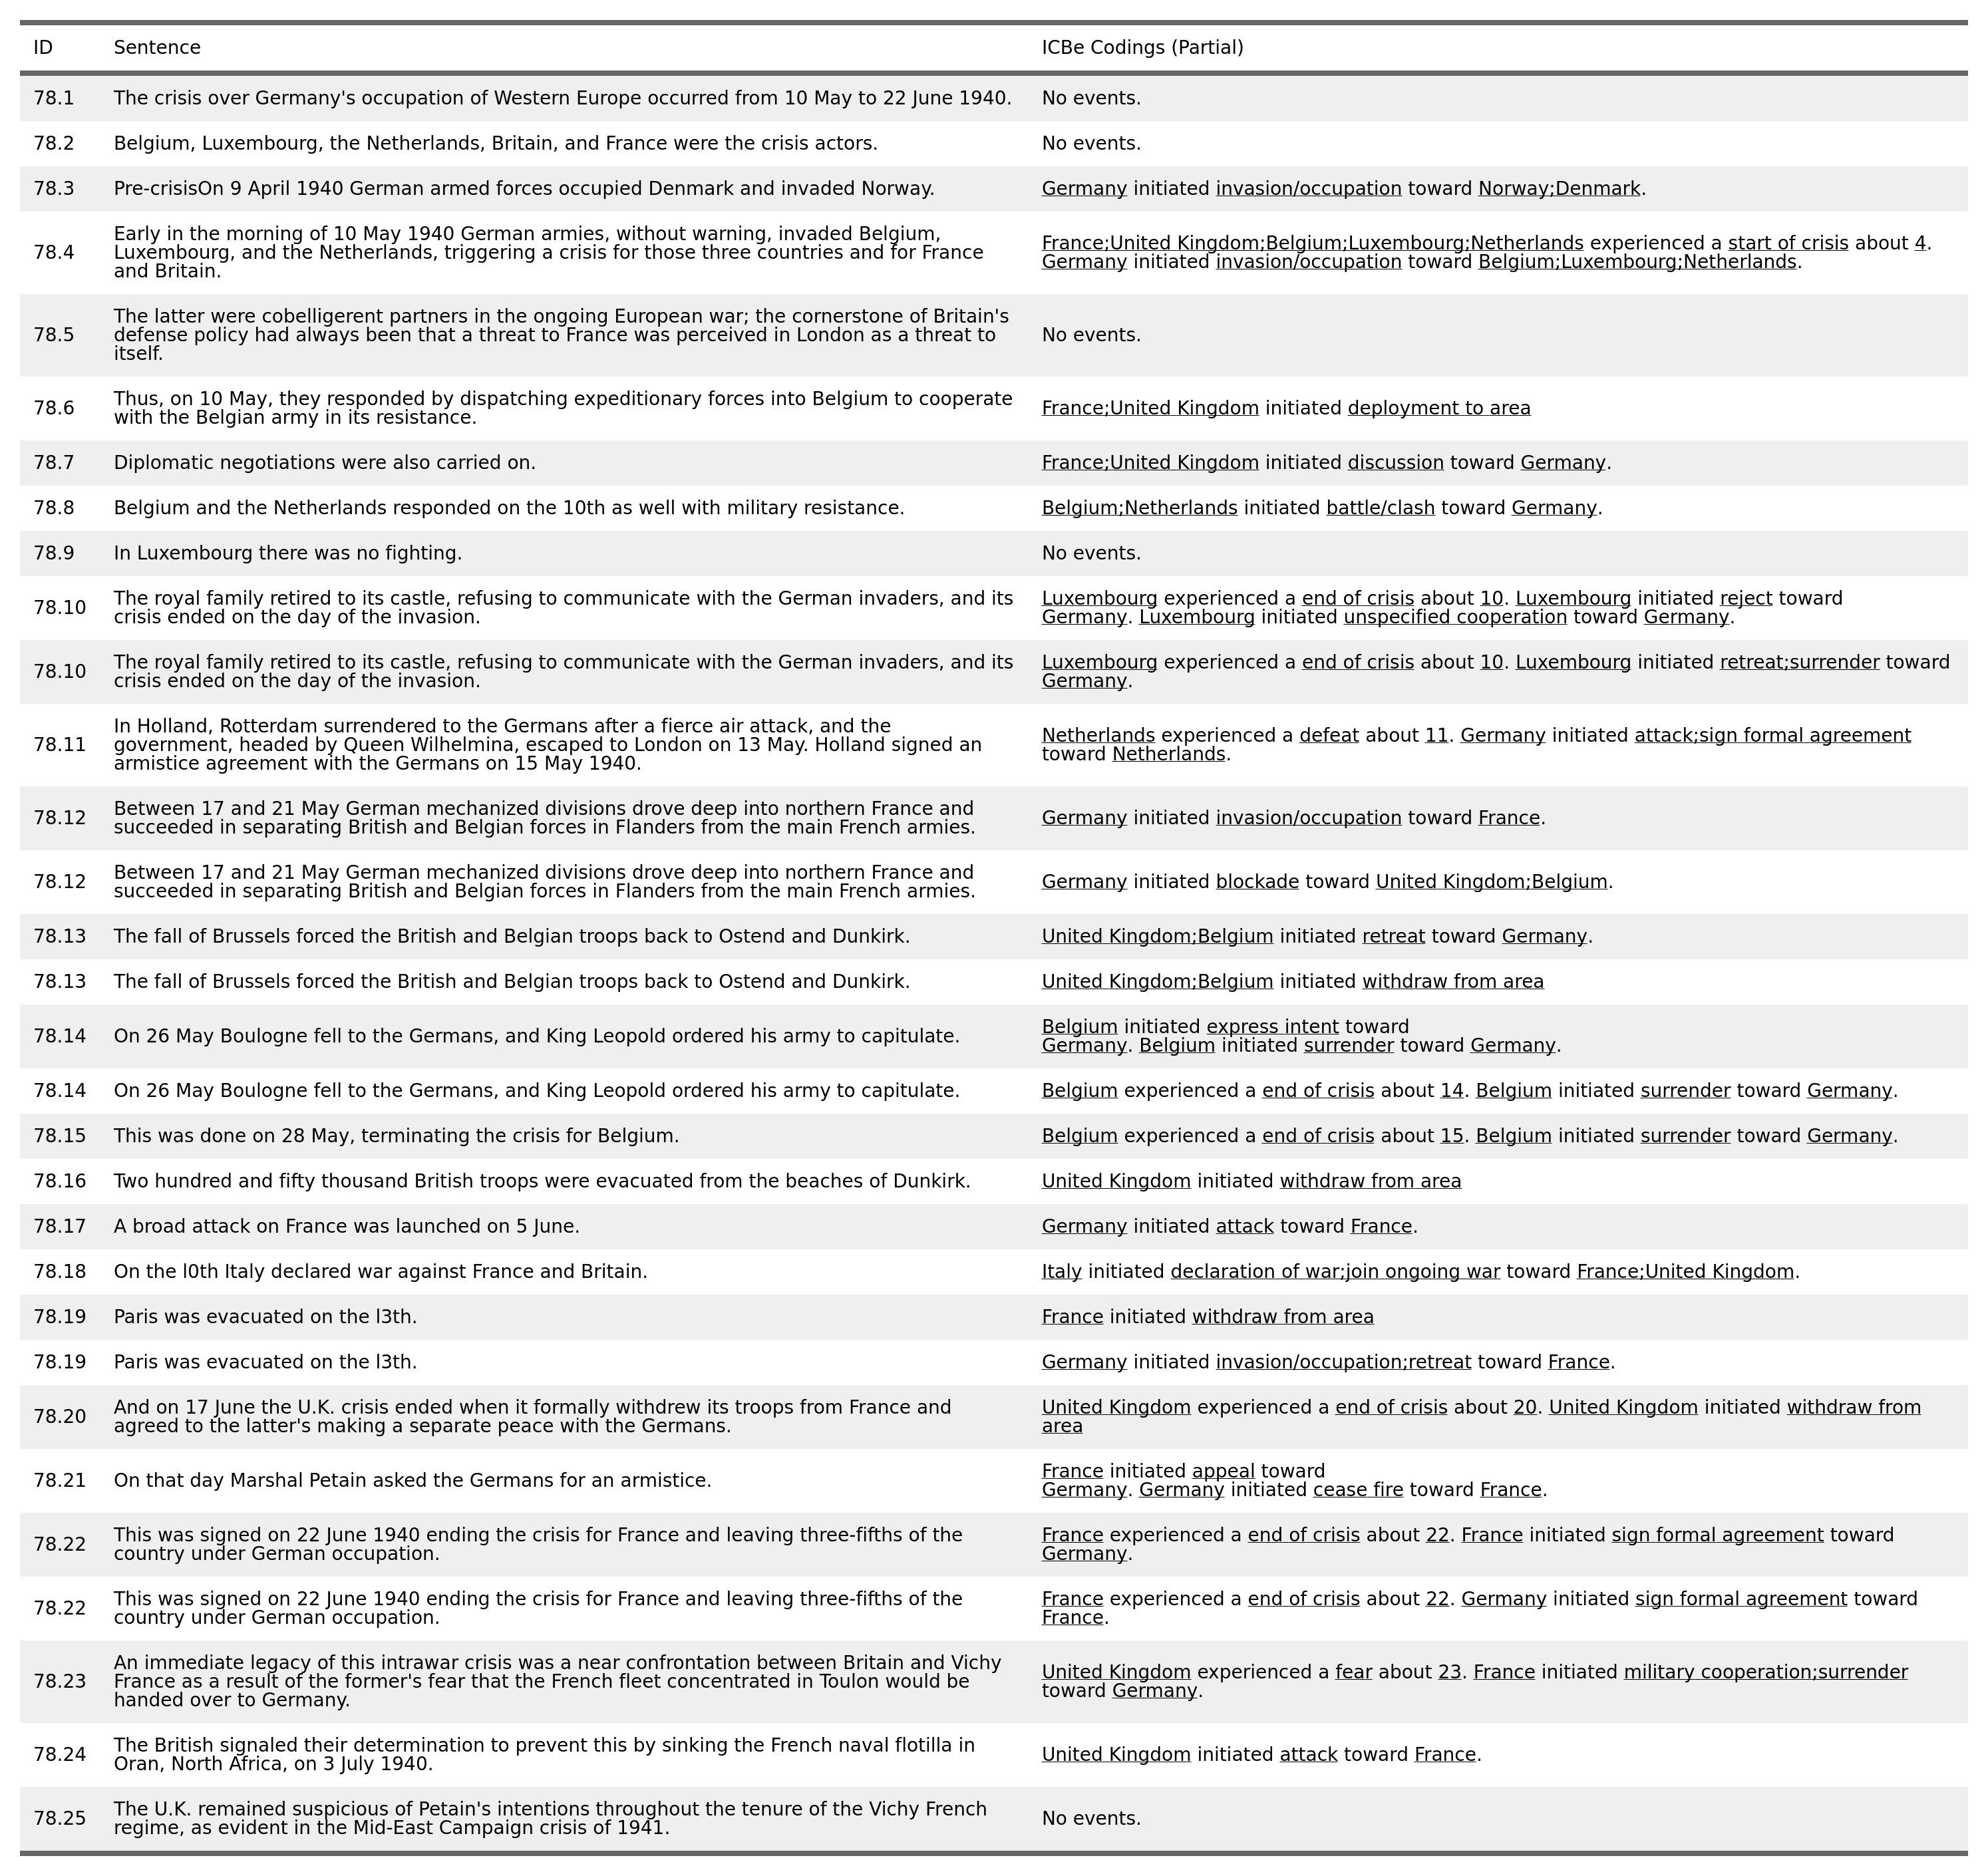 ID Sentence ICBe Codings (Partial)
78.1 The crisis over Germany's occupation of Western Europe occurred from 10 May to 22 June 1940. No events.
78.2 Belgium, Luxembourg, the Netherlands, Britain, and France were the crisis actors. No events.
78.3 Pre-crisisOn 9 April 1940 German armed forces occupied Denmark and invaded Norway. Germany initiated invasion/occupation toward Norway;Denmark.
78.4 Early in the morning of 10 May 1940 German armies, without warning, invaded Belgium,
Luxembourg, and the Netherlands, triggering a crisis for those three countries and for France
and Britain.
France;United Kingdom;Belgium;Luxembourg;Netherlands experienced a start of crisis about 4.
Germany initiated invasion/occupation toward Belgium;Luxembourg;Netherlands.
78.5 The latter were cobelligerent partners in the ongoing European war; the cornerstone of Britain's
defense policy had always been that a threat to France was perceived in London as a threat to
itself.
No events.
78.6 Thus, on 10 May, they responded by dispatching expeditionary forces into Belgium to cooperate
with the Belgian army in its resistance.
France;United Kingdom initiated deployment to area
78.7 Diplomatic negotiations were also carried on. France;United Kingdom initiated discussion toward Germany.
78.8 Belgium and the Netherlands responded on the 10th as well with military resistance. Belgium;Netherlands initiated battle/clash toward Germany.
78.9 In Luxembourg there was no fighting. No events.
78.10 The royal family retired to its castle, refusing to communicate with the German invaders, and its
crisis ended on the day of the invasion.
Luxembourg experienced a end of crisis about 10. Luxembourg initiated reject toward
Germany. Luxembourg initiated unspecified cooperation toward Germany.
78.10 The royal family retired to its castle, refusing to communicate with the German invaders, and its
crisis ended on the day of the invasion.
Luxembourg experienced a end of crisis about 10. Luxembourg initiated retreat;surrender toward
Germany.
78.11 In Holland, Rotterdam surrendered to the Germans after a fierce air attack, and the
government, headed by Queen Wilhelmina, escaped to London on 13 May. Holland signed an
armistice agreement with the Germans on 15 May 1940.
Netherlands experienced a defeat about 11. Germany initiated attack;sign formal agreement
toward Netherlands.
78.12 Between 17 and 21 May German mechanized divisions drove deep into northern France and
succeeded in separating British and Belgian forces in Flanders from the main French armies.
Germany initiated invasion/occupation toward France.
78.12 Between 17 and 21 May German mechanized divisions drove deep into northern France and
succeeded in separating British and Belgian forces in Flanders from the main French armies.
Germany initiated blockade toward United Kingdom;Belgium.
78.13 The fall of Brussels forced the British and Belgian troops back to Ostend and Dunkirk. United Kingdom;Belgium initiated retreat toward Germany.
78.13 The fall of Brussels forced the British and Belgian troops back to Ostend and Dunkirk. United Kingdom;Belgium initiated withdraw from area
78.14 On 26 May Boulogne fell to the Germans, and King Leopold ordered his army to capitulate.
Belgium initiated express intent toward
Germany. Belgium initiated surrender toward Germany.
78.14 On 26 May Boulogne fell to the Germans, and King Leopold ordered his army to capitulate. Belgium experienced a end of crisis about 14. Belgium initiated surrender toward Germany.
78.15 This was done on 28 May, terminating the crisis for Belgium. Belgium experienced a end of crisis about 15. Belgium initiated surrender toward Germany.
78.16 Two hundred and fifty thousand British troops were evacuated from the beaches of Dunkirk. United Kingdom initiated withdraw from area
78.17 A broad attack on France was launched on 5 June. Germany initiated attack toward France.
78.18 On the l0th Italy declared war against France and Britain. Italy initiated declaration of war;join ongoing war toward France;United Kingdom.
78.19 Paris was evacuated on the l3th. France initiated withdraw from area
78.19 Paris was evacuated on the l3th. Germany initiated invasion/occupation;retreat toward France.
78.20 And on 17 June the U.K. crisis ended when it formally withdrew its troops from France and
agreed to the latter's making a separate peace with the Germans.
United Kingdom experienced a end of crisis about 20. United Kingdom initiated withdraw from
area
78.21 On that day Marshal Petain asked the Germans for an armistice.
France initiated appeal toward
Germany. Germany initiated cease fire toward France.
78.22 This was signed on 22 June 1940 ending the crisis for France and leaving three-fifths of the
country under German occupation.
France experienced a end of crisis about 22. France initiated sign formal agreement toward
Germany.
78.22 This was signed on 22 June 1940 ending the crisis for France and leaving three-fifths of the
country under German occupation.
France experienced a end of crisis about 22. Germany initiated sign formal agreement toward
France.
78.23 An immediate legacy of this intrawar crisis was a near confrontation between Britain and Vichy
France as a result of the former's fear that the French fleet concentrated in Toulon would be
handed over to Germany.
United Kingdom experienced a fear about 23. France initiated military cooperation;surrender
toward Germany.
78.24 The British signaled their determination to prevent this by sinking the French naval flotilla in
Oran, North Africa, on 3 July 1940.
United Kingdom initiated attack toward France.
78.25 The U.K. remained suspicious of Petain's intentions throughout the tenure of the Vichy French
regime, as evident in the Mid-East Campaign crisis of 1941.
No events.